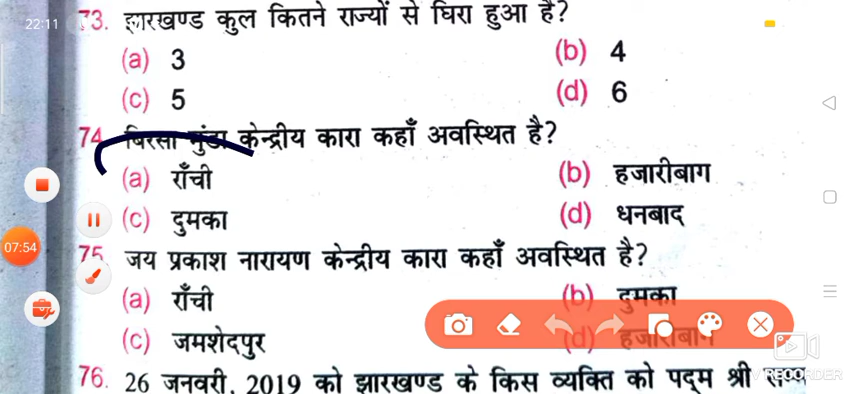 22:11
73. झारखण्ड कुल कितने राज्यों से घिरा हुआ है?
(a) 3 (b) 4
(c) 5 (d) 6
74. बिरसा मुंडा केन्द्रीय कारा कहाँ अवस्थित है?
(a) राँची (b) हजारीबाग
(c) दुमका (d) धनबाद
07:54
75. जय प्रकाश नारायण केन्द्रीय कारा कहाँ अवस्थित है?
(a) राँची (b) दुमका
(c) जमशेदपुर (d) हजारीबाग
76. 26 जनवरी, 2019 को झारखण्ड के किस व्यक्ति को पद्म श्री
RECORDER